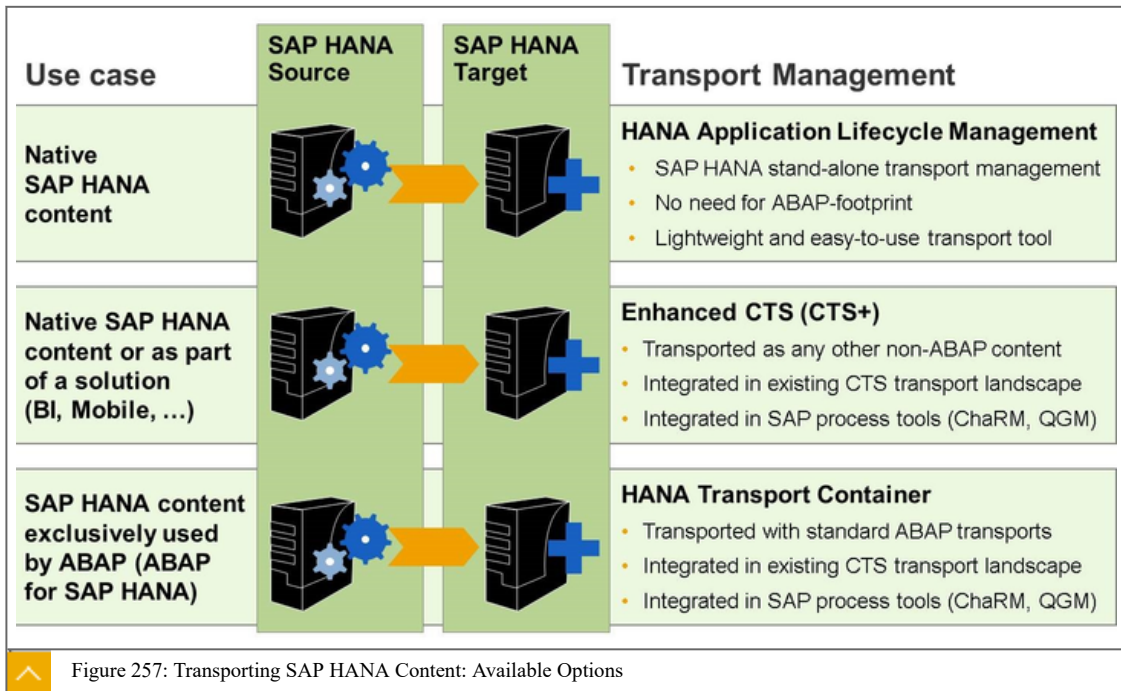 Use case
SAP HANA
Source
SAP HANA
Target
Transport Management
Native
SAP HANA
content
HANA Application Lifecycle Management
• SAP HANA stand-alone transport management
• No need for ABAP-footprint
• Lightweight and easy-to-use transport tool
Native SAP HANA
content or as part
of a solution
(BI, Mobile, ...)
Enhanced CTS (CTS+)
• Transported as any other non-ABAP content
• Integrated in existing CTS transport landscape
• Integrated in SAP process tools (ChaRM, QGM)
SAP HANA content
exclusively used
by ABAP (ABAP
for SAP HANA)
HANA Transport Container
• Transported with standard ABAP transports
• Integrated in existing CTS transport landscape
• Integrated in SAP process tools (ChaRM, QGM)
Figure 257: Transporting SAP HANA Content: Available Options